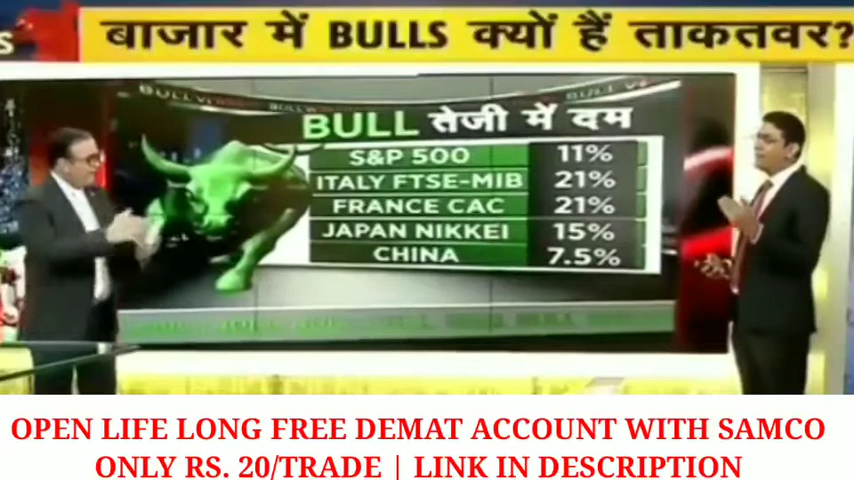 बाजार में BULLS क्यों हैं ताकतवर?
BULL तेजी में दम
S&P 500 11%
ITALY FTSE-MIB 21%
FRANCE CAC 21%
JAPAN NIKKEI 15%
CHINA 7.5%
OPEN LIFE LONG FREE DEMAT ACCOUNT WITH SAMCO
ONLY RS. 20/TRADE | LINK IN DESCRIPTION